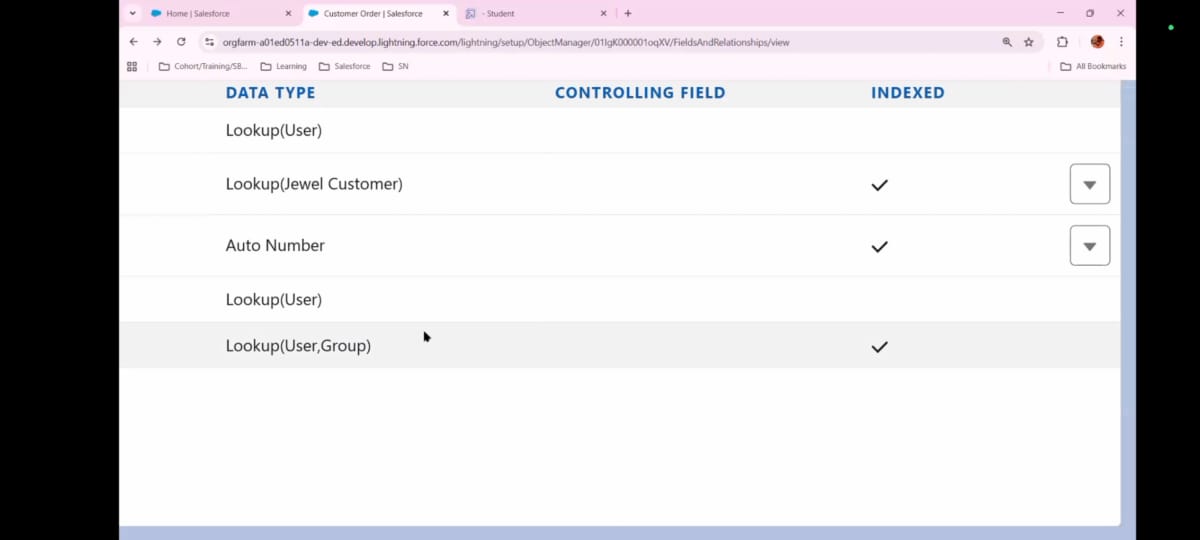 Home | Salesforce
Customer Order | Salesforce
- Student
orgfarm-a01ed0511a-dev-ed.develop.lightning.force.com/lightning/setup/ObjectManager/01IgK000001oqXV/FieldsAndRelationships/view
Cohort/Training/SB...
Learning
Salesforce
SN
All Bookmarks
DATA TYPE CONTROLLING FIELD INDEXED
Lookup(User)
Lookup(Jewel Customer)
Auto Number
Lookup(User)
Lookup(User,Group)